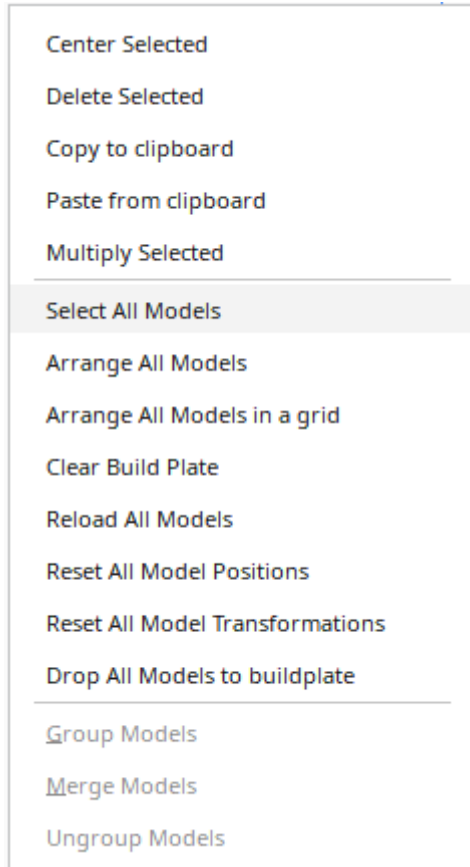 Center Selected
Delete Selected
Copy to clipboard
Paste from clipboard
Multiply Selected
Select All Models
Arrange All Models
Arrange All Models in a grid
Clear Build Plate
Reload All Models
Reset All Model Positions
Reset All Model Transformations
Drop All Models to buildplate
Group Models
Merge Models
Ungroup Models